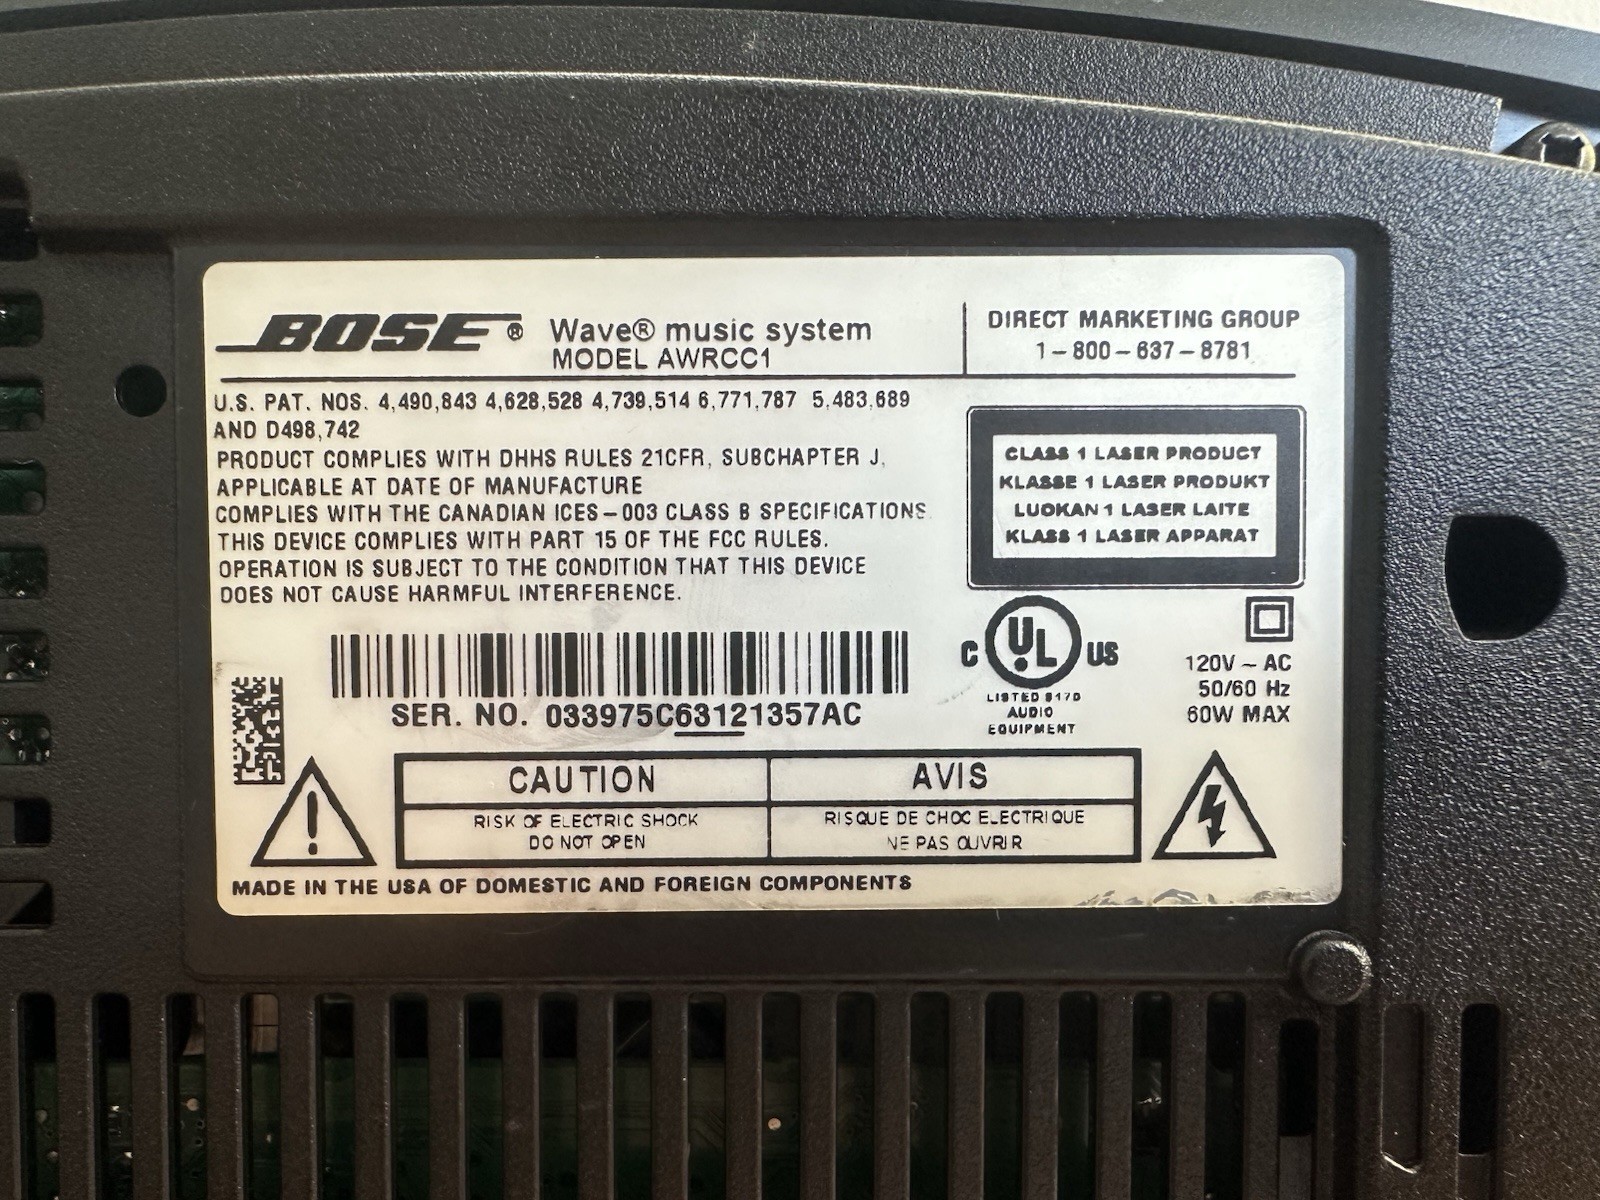 BOSE® Wave® music system
MODEL AWRCC1
DIRECT MARKETING GROUP
1-800-637-8781
U.S. PAT. NOS. 4,490,843 4,628,528 4,739,514 6,771,787 5,483,689
AND D498,742
PRODUCT COMPLIES WITH DHHS RULES 21CFR, SUBCHAPTER J,
APPLICABLE AT DATE OF MANUFACTURE
COMPLIES WITH THE CANADIAN ICES-003 CLASS B SPECIFICATIONS.
THIS DEVICE COMPLIES WITH PART 15 OF THE FCC RULES.
OPERATION IS SUBJECT TO THE CONDITION THAT THIS DEVICE
DOES NOT CAUSE HARMFUL INTERFERENCE.
CLASS 1 LASER PRODUCT
KLASSE 1 LASER PRODUKT
LUOKAN 1 LASER LAITE
KLASS 1 LASER APPARAT
C UL US
LISTED 917D
AUDIO
EQUIPMENT
120V ~ AC
50/60 Hz
60W MAX
SER. NO. 033975C63121357AC
CAUTION
RISK OF ELECTRIC SHOCK
DO NOT OPEN
AVIS
RISQUE DE CHOC ELECTRIQUE
NE PAS OUVRIR
MADE IN THE USA OF DOMESTIC AND FOREIGN COMPONENTS